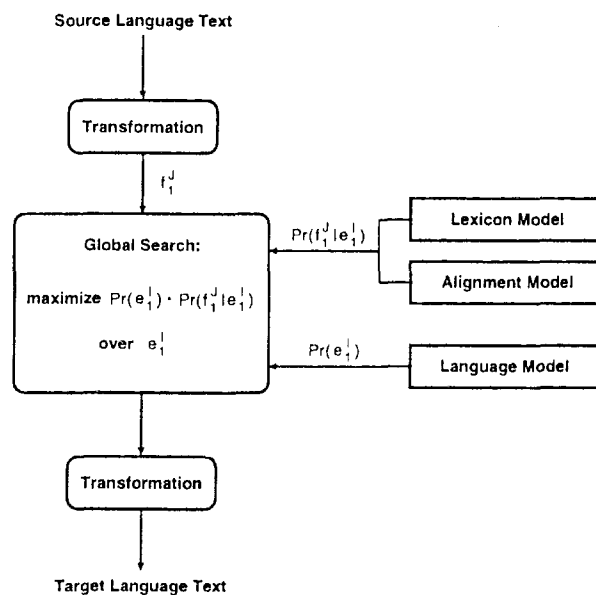 Source Language Text
Transformation
f_1^J
Global Search:
maximize Pr(e_1^I) · Pr(f_1^J|e_1^I)
over e_1^I
Pr(f_1^J|e_1^I)
Lexicon Model
Alignment Model
Pr(e_1^I)
Language Model
Transformation
Target Language Text